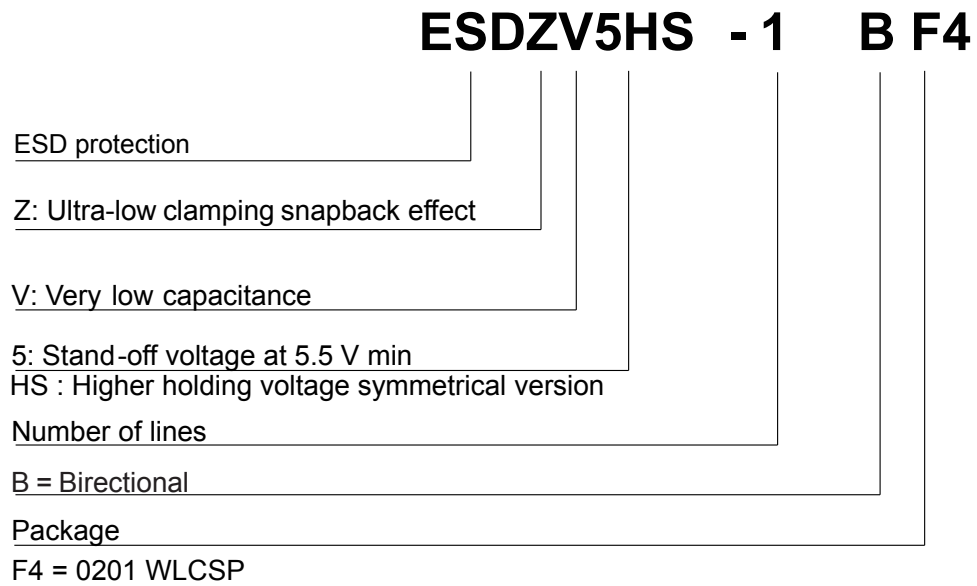 ESDZV5HS - 1 B F4
ESD protection
Z: Ultra-low clamping snapback effect
V: Very low capacitance
5: Stand-off voltage at 5.5 V min
HS : Higher holding voltage symmetrical version
Number of lines
B = Birectional
Package
F4 = 0201 WLCSP